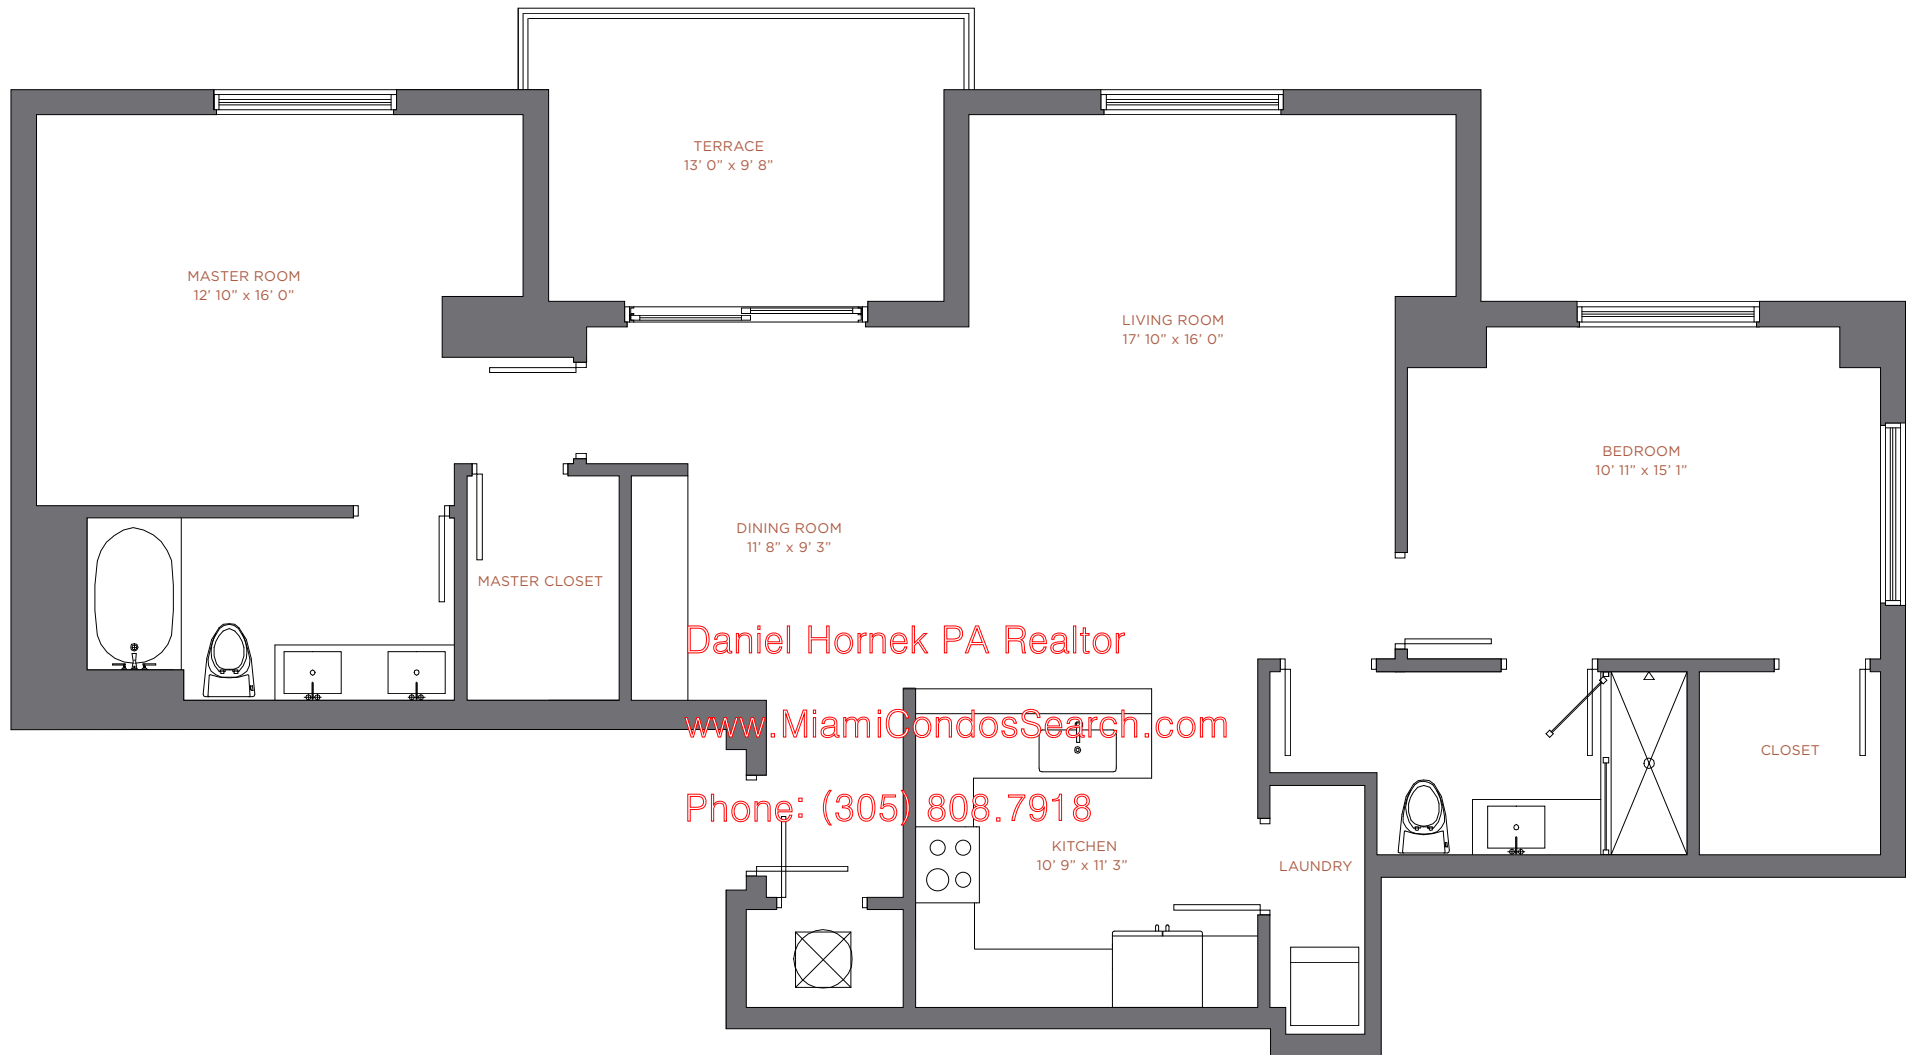 TERRACE
13’ 0” x 9’ 8”
MASTER ROOM
12’ 10” x 16’ 0”
LIVING ROOM
17’ 10” x 16’ 0”
BEDROOM
10’ 11” x 15’ 1”
DINING ROOM
11’ 8” x 9’ 3”
MASTER CLOSET
Daniel Hornek PA Realtor
www.MiamiCondosSearch.com
CLOSET
Phone: (305) 808.7918
KITCHEN
10’ 9” x 11’ 3”
LAUNDRY